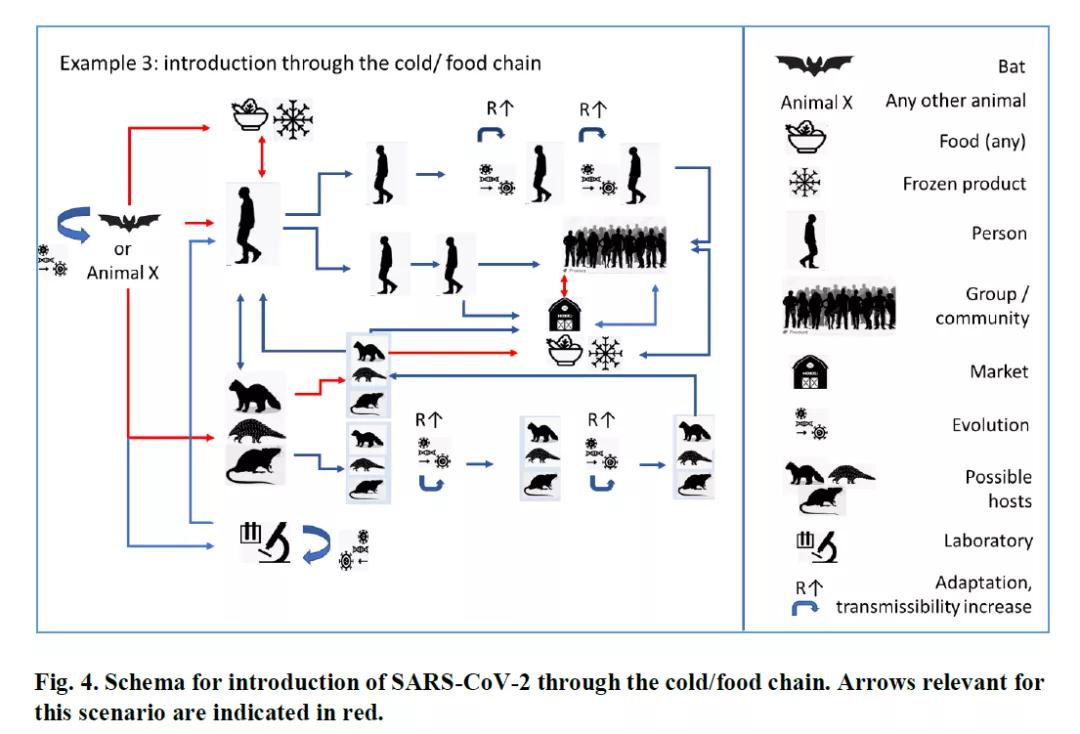 Example 3: introduction through the cold/ food chain
R↑
R↑
or
Animal X
R↑
R↑
Bat
Animal X
Any other animal
Food (any)
Frozen product
Person
Group /
community
Market
Evolution
Possible
hosts
Laboratory
R↑
Adaptation,
transmissibility increase
Fig. 4. Schema for introduction of SARS-CoV-2 through the cold/food chain. Arrows relevant for
this scenario are indicated in red.